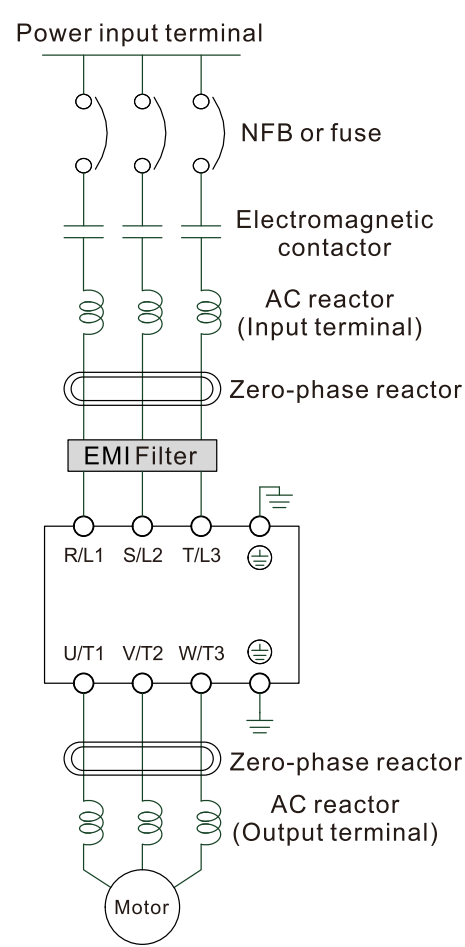 Power input terminal
NFB or fuse
Electromagnetic
contactor
AC reactor
(Input terminal)
Zero-phase reactor
EMI Filter
R/L1 S/L2 T/L3
U/T1 V/T2 W/T3
Zero-phase reactor
AC reactor
(Output terminal)
Motor